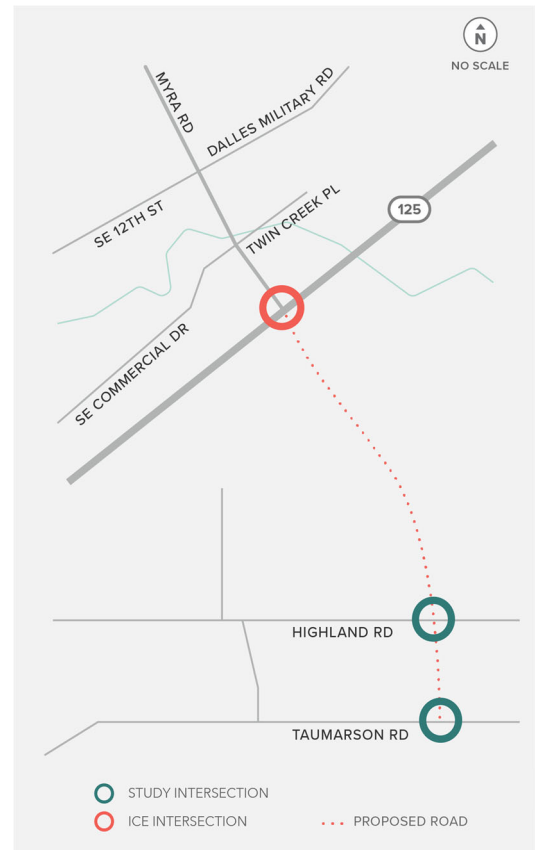 N
NO SCALE
MYRA RD
DALLES MILITARY RD
SE 12TH ST
TWIN CREEK PL
125
SE COMMERCIAL DR
HIGHLAND RD
TAUMARSON RD
STUDY INTERSECTION
ICE INTERSECTION
PROPOSED ROAD